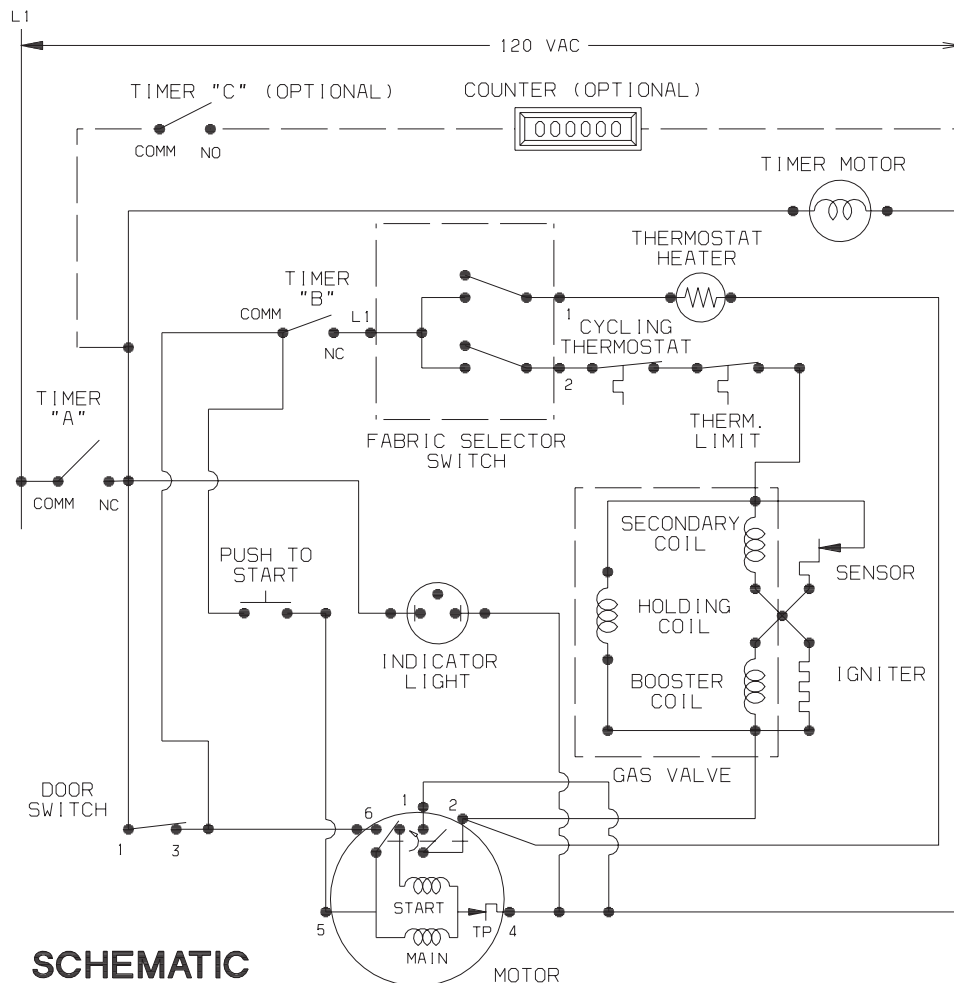 L1
120 VAC
TIMER "C" (OPTIONAL)
COUNTER (OPTIONAL)
000000
COMM
NO
TIMER MOTOR
THERMOSTAT
HEATER
TIMER
"B"
COMM
L1
NC
1
CYCLING
THERMOSTAT
2
TIMER
"A"
THERM.
LIMIT
FABRIC SELECTOR
SWITCH
COMM
NC
SECONDARY
COIL
PUSH TO
START
SENSOR
HOLDING
COIL
INDICATOR
LIGHT
IGNITER
BOOSTER
COIL
GAS VALVE
DOOR
SWITCH
1
3
6
1
2
START
5
TP
4
MAIN
MOTOR
SCHEMATIC